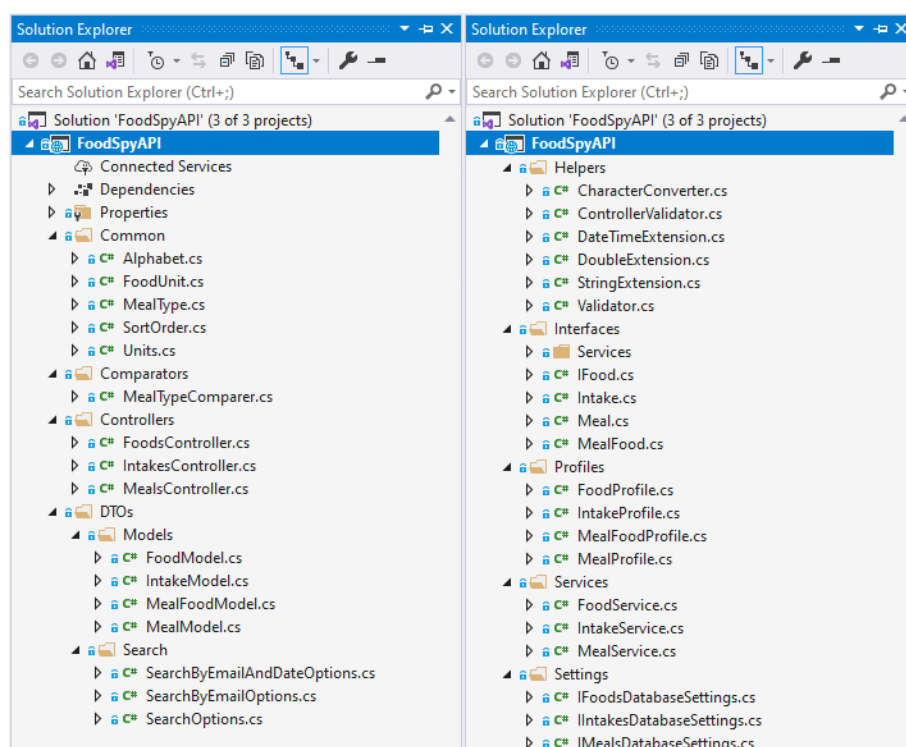 Solution Explorer
Search Solution Explorer (Ctrl+;)
Solution 'FoodSpyAPI' (3 of 3 projects)
FoodSpyAPI
Connected Services
Dependencies
Properties
Common
C# Alphabet.cs
C# FoodUnit.cs
C# MealType.cs
C# SortOrder.cs
C# Units.cs
Comparators
C# MealTypeComparer.cs
Controllers
C# FoodsController.cs
C# IntakesController.cs
C# MealsController.cs
DTOs
Models
C# FoodModel.cs
C# IntakeModel.cs
C# MealFoodModel.cs
C# MealModel.cs
Search
C# SearchByEmailAndDateOptions.cs
C# SearchByEmailOptions.cs
C# SearchOptions.cs
Solution Explorer
Search Solution Explorer (Ctrl+;)
Solution 'FoodSpyAPI' (3 of 3 projects)
FoodSpyAPI
Helpers
C# CharacterConverter.cs
C# ControllerValidator.cs
C# DateTimeExtension.cs
C# DoubleExtension.cs
C# StringExtension.cs
C# Validator.cs
Interfaces
Services
C# IFood.cs
C# Intake.cs
C# Meal.cs
C# MealFood.cs
Profiles
C# FoodProfile.cs
C# IntakeProfile.cs
C# MealFoodProfile.cs
C# MealProfile.cs
Services
C# FoodService.cs
C# IntakeService.cs
C# MealService.cs
Settings
C# IFoodsDatabaseSettings.cs
C# IIntakesDatabaseSettings.cs
C# IMealsDatabaseSettings.cs